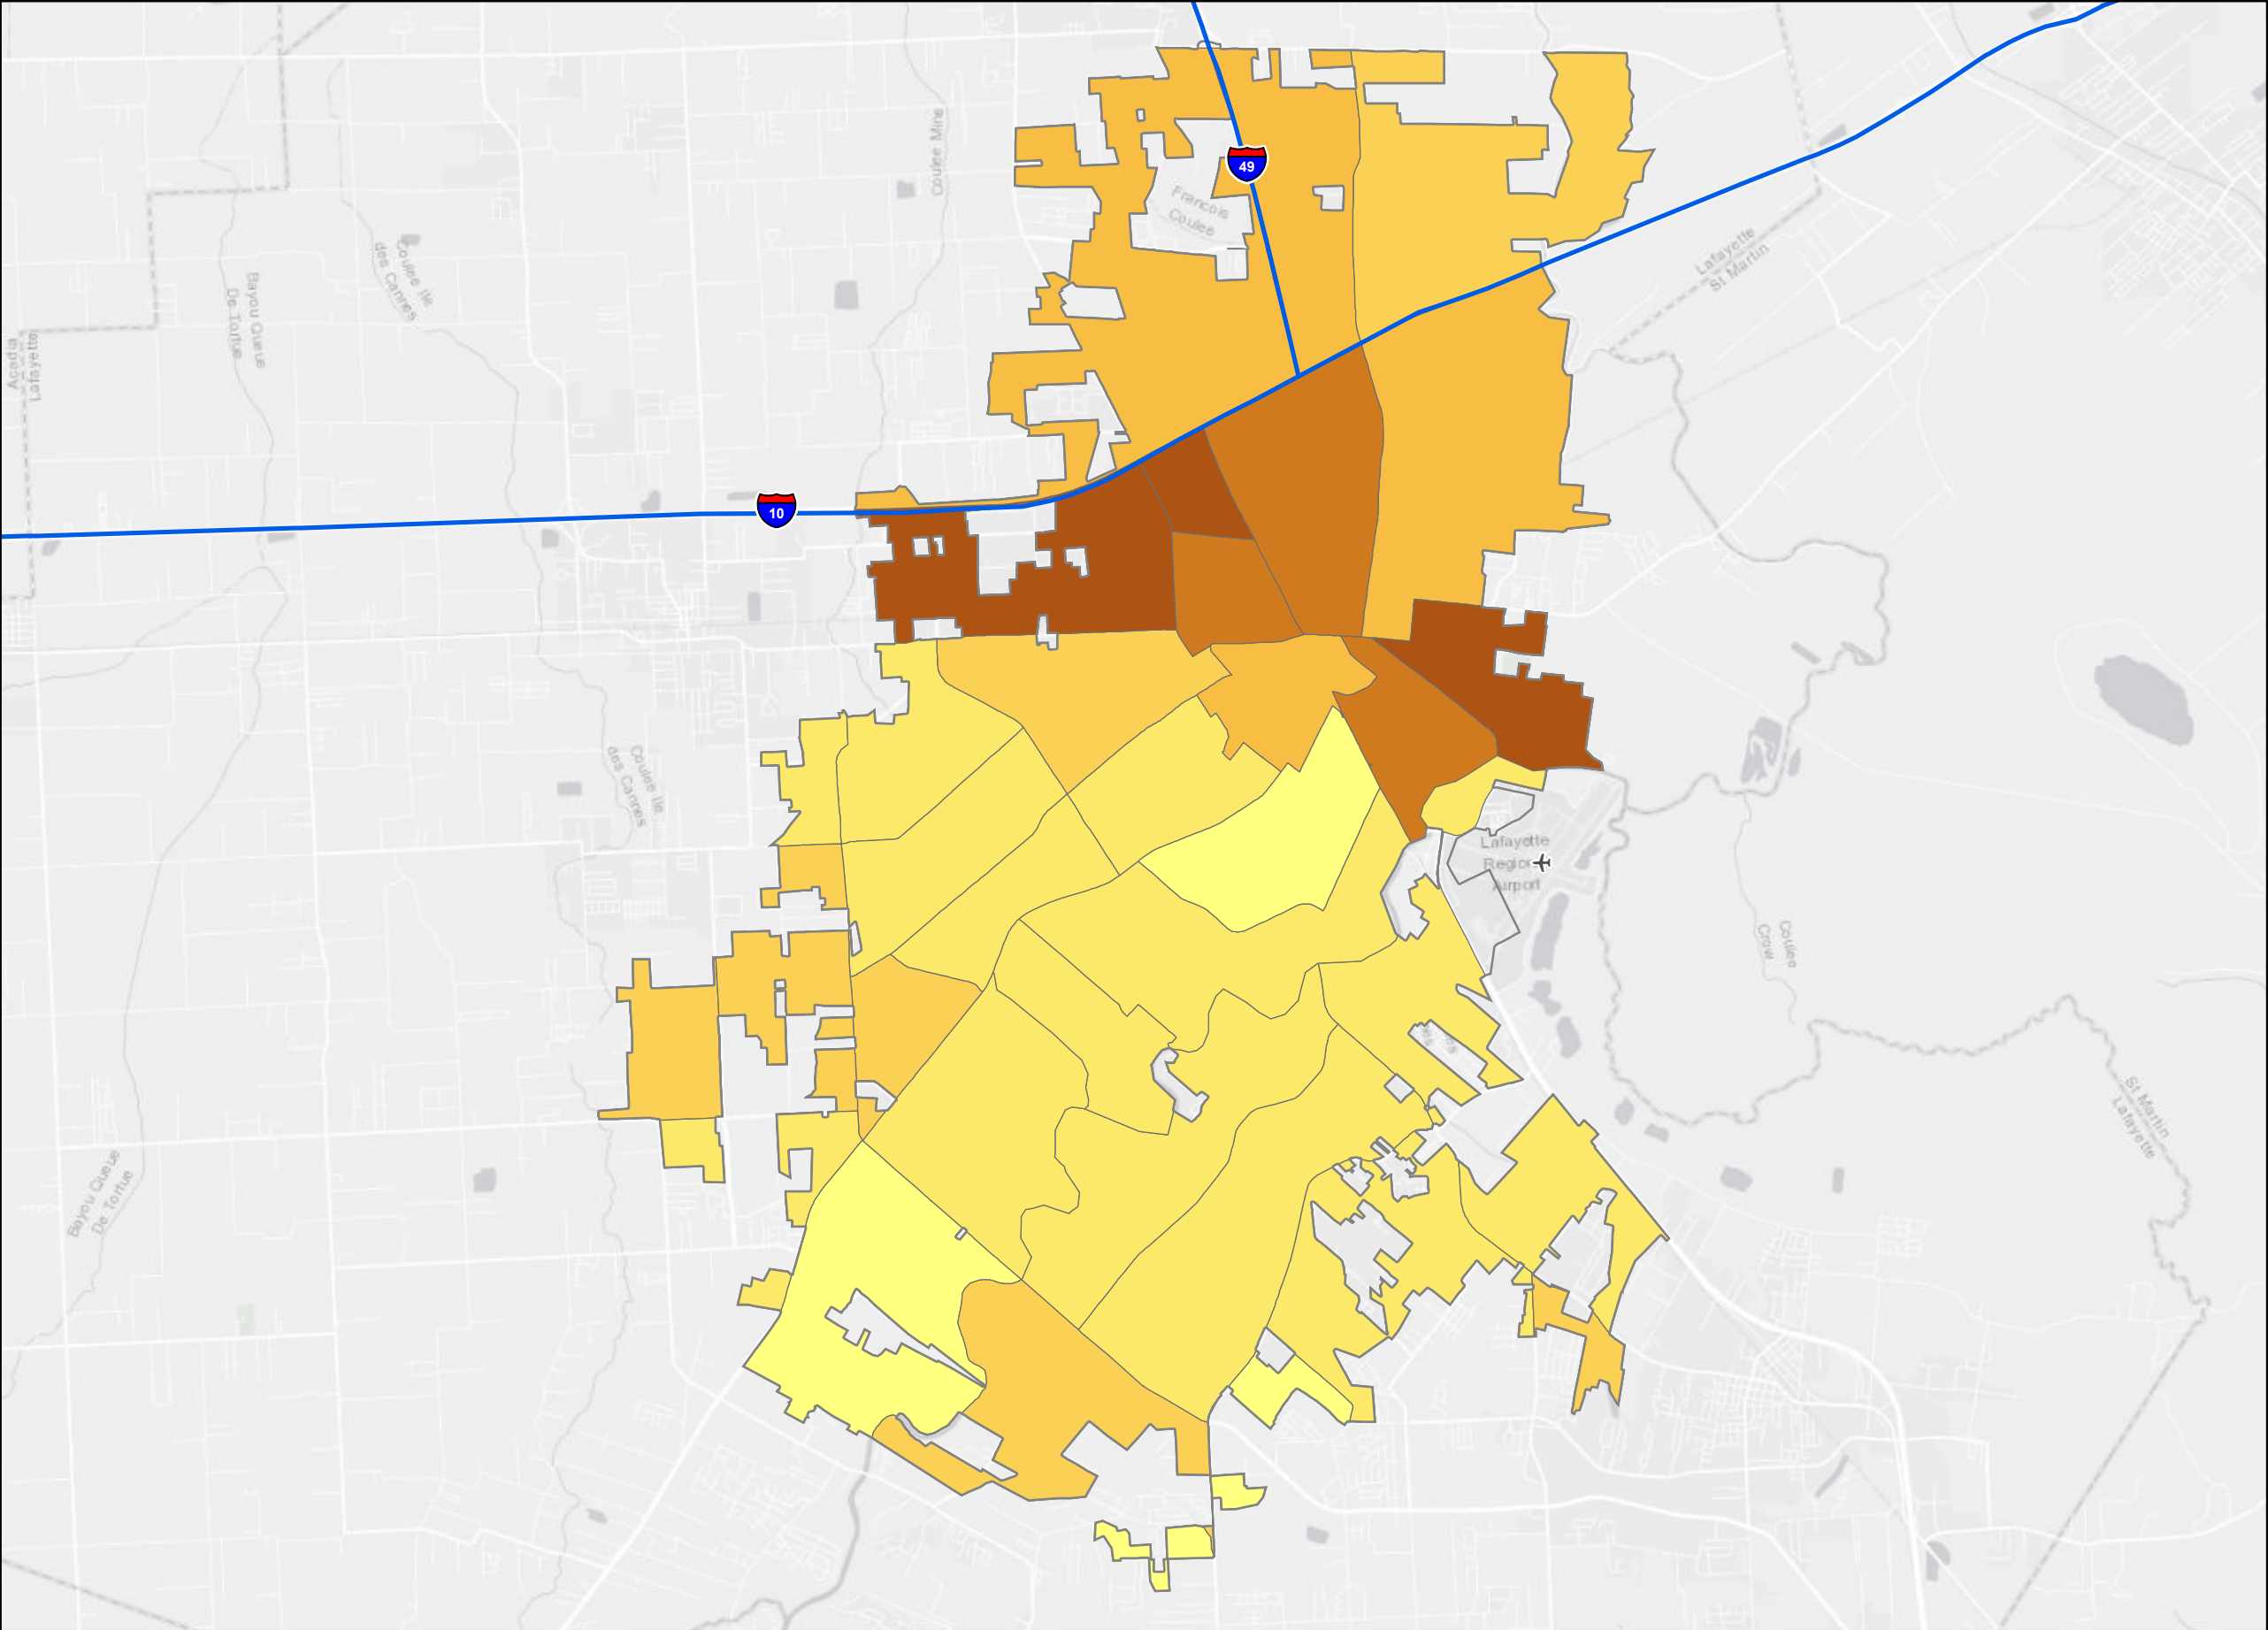 Coulee Mine
49
Francois
Coulee
Lafayette
St Martin
Coulee Ile
des Cannes
Bayou Queue
De Tortue
Acadia
Lafayette
10
Coulee Ile
des Cannes
Lafayette
Regional
Airport
Coulee
Crow
St Martin
Lafayette
Bayou Queue
De Tortue